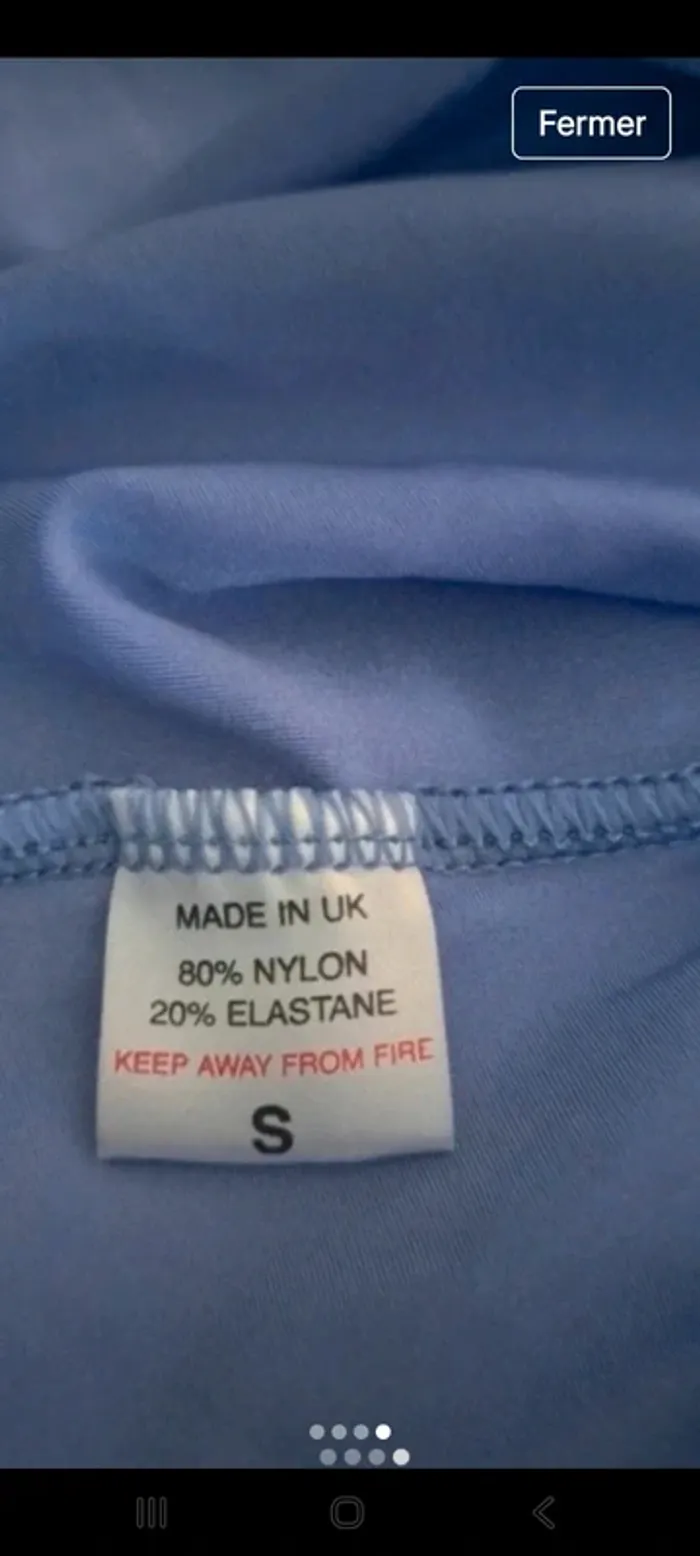 Fermer
MADE IN UK
80% NYLON
20% ELASTANE
KEEP AWAY FROM FIRE
S